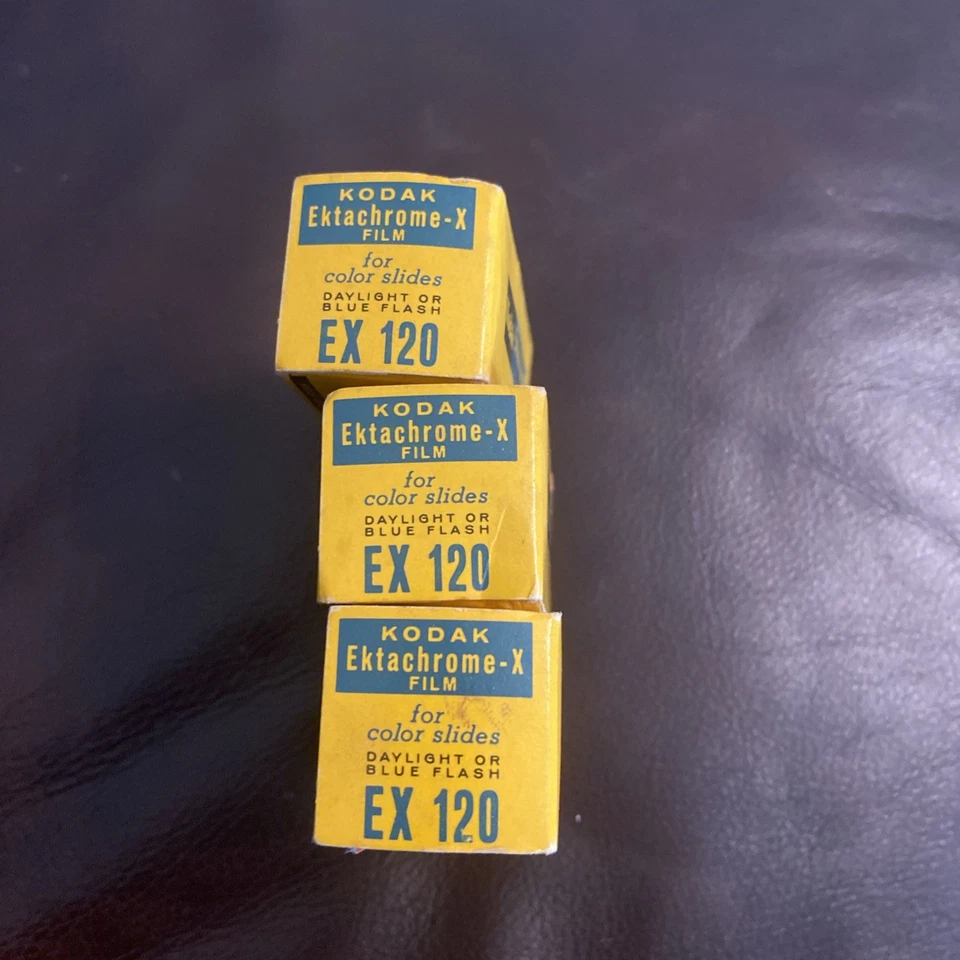 KODAK
Ektachrome-X
FILM
for
color slides
DAYLIGHT OR
BLUE FLASH
EX 120
KODAK
Ektachrome-X
FILM
for
color slides
DAYLIGHT OR
BLUE FLASH
EX 120
KODAK
Ektachrome-X
FILM
for
color slides
DAYLIGHT OR
BLUE FLASH
EX 120